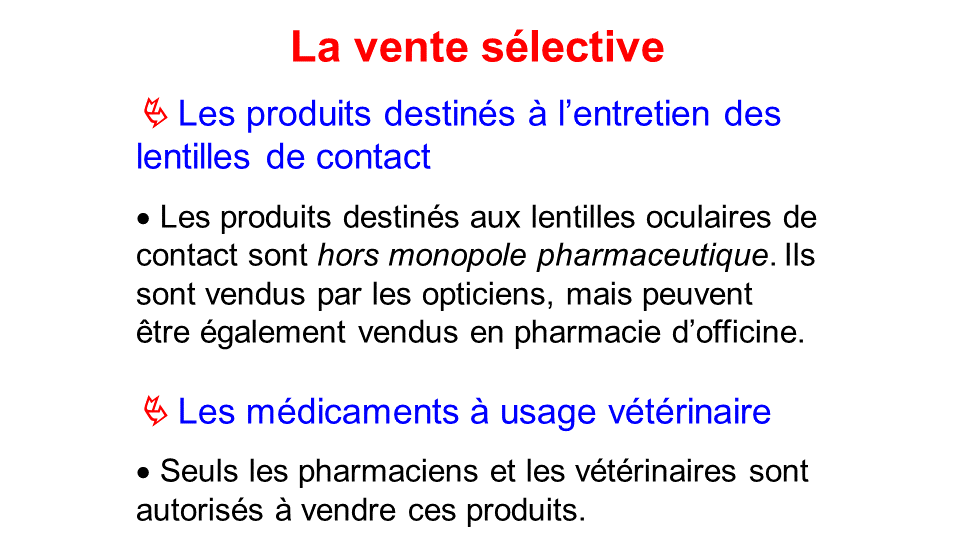 La vente sélective
Les produits destinés à l’entretien des
lentilles de contact
• Les produits destinés aux lentilles oculaires de
contact sont hors monopole pharmaceutique. Ils
sont vendus par les opticiens, mais peuvent
être également vendus en pharmacie d’officine.
Les médicaments à usage vétérinaire
• Seuls les pharmaciens et les vétérinaires sont
autorisés à vendre ces produits.